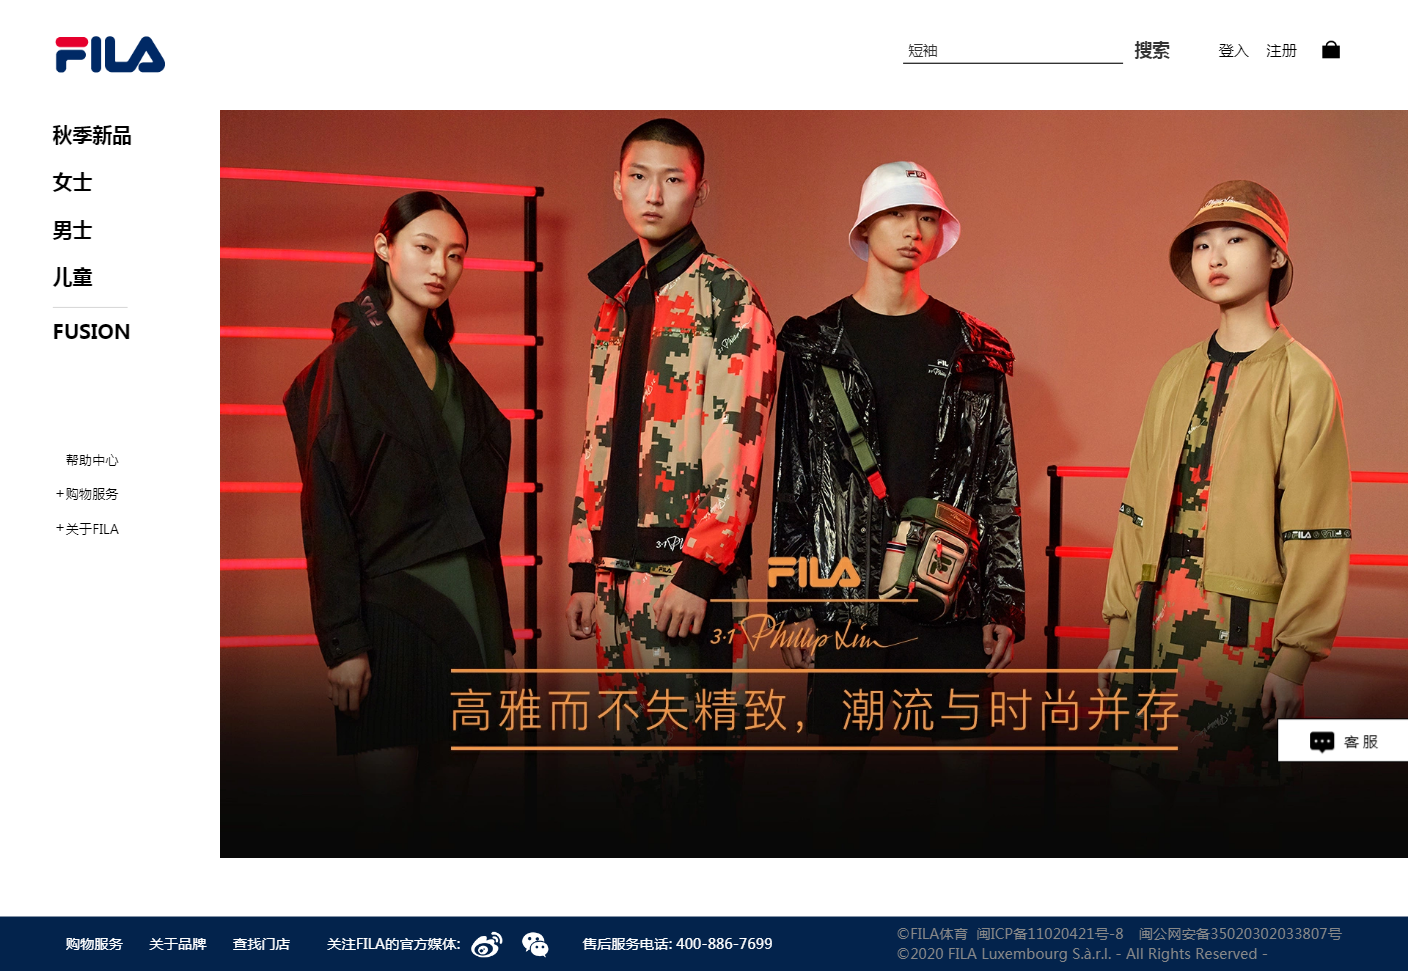 FILA
短袖
搜索
登入 注册
秋季新品
女士
男士
儿童
FUSION
帮助中心
+购物服务
+关于FILA
FILA
3·1 Phillip Lim
高雅而不失精致，潮流与时尚并存
客服
购物服务 关于品牌 查找门店 关注FILA的官方媒体: 售后服务电话: 400-886-7699
©FILA体育 闽ICP备11020421号-8 闽公网安备35020302033807号
©2020 FILA Luxembourg S.à.r.l. - All Rights Reserved -